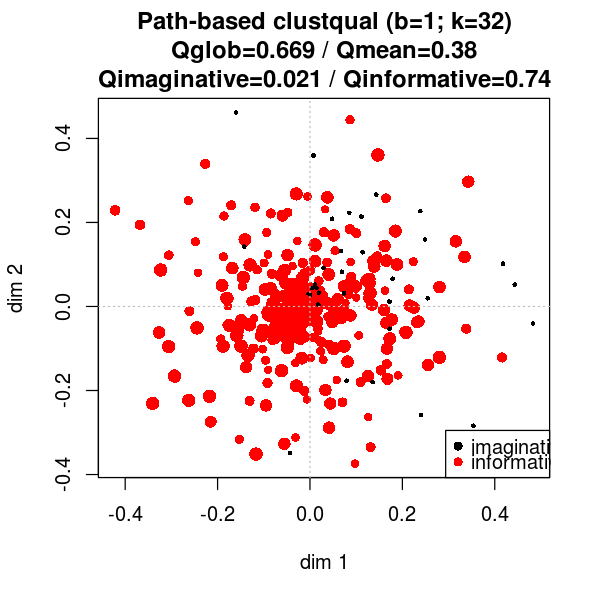 Path-based clustqual (b=1; k=32)
Qglob=0.669 / Qmean=0.38
Qimaginative=0.021 / Qinformative=0.74
dim 2
0.4
0.2
0.0
-0.2
-0.4
imaginati
informati
-0.4 -0.2 0.0 0.2 0.4
dim 1